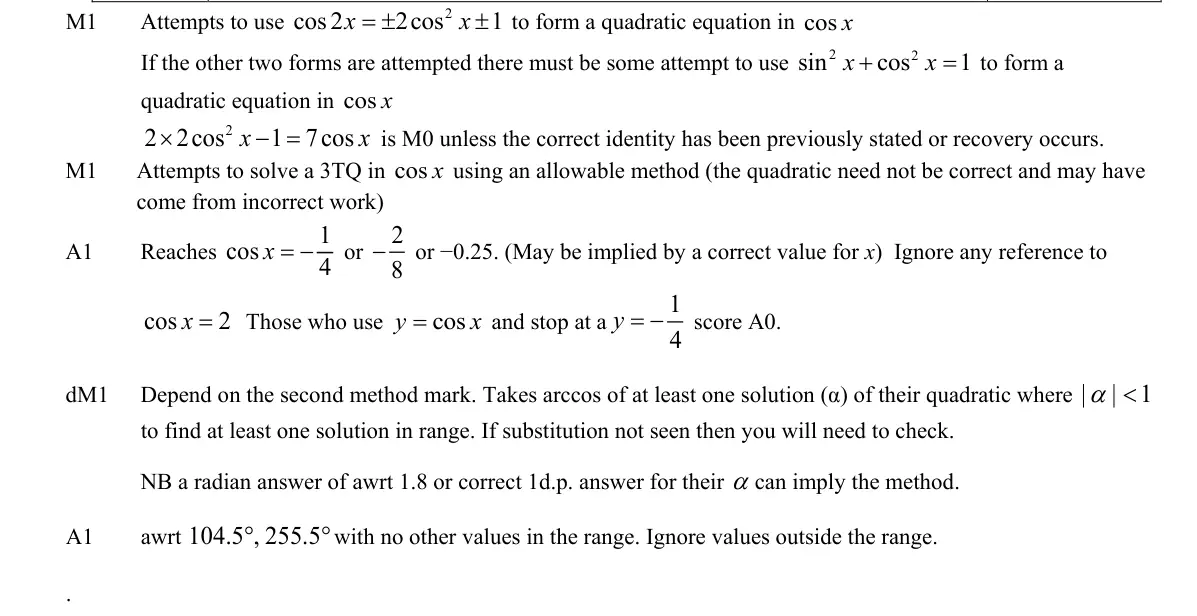 M1 Attempts to use cos 2x = ±2cos² x ±1 to form a quadratic equation in cos x
If the other two forms are attempted there must be some attempt to use sin² x + cos² x = 1 to form a
quadratic equation in cos x
2×2cos² x −1 = 7cos x is M0 unless the correct identity has been previously stated or recovery occurs.
M1 Attempts to solve a 3TQ in cos x using an allowable method (the quadratic need not be correct and may have
come from incorrect work)
A1 Reaches cos x = −1/4 or −2/8 or −0.25. (May be implied by a correct value for x) Ignore any reference to
cos x = 2 Those who use y = cos x and stop at a y = −1/4 score A0.
dM1 Depend on the second method mark. Takes arccos of at least one solution (α) of their quadratic where |α| <1
to find at least one solution in range. If substitution not seen then you will need to check.
NB a radian answer of awrt 1.8 or correct 1d.p. answer for their α can imply the method.
A1 awrt 104.5°, 255.5° with no other values in the range. Ignore values outside the range.
.